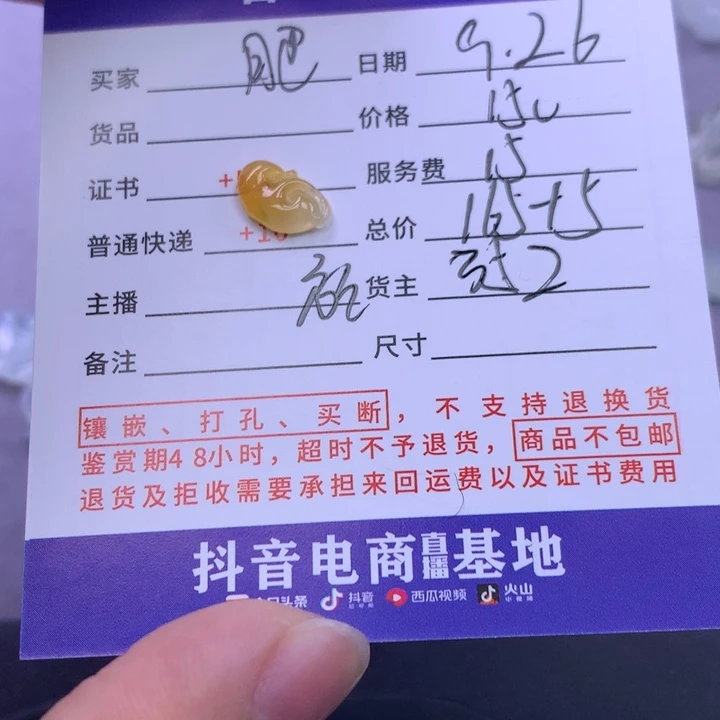 买家 肥 日期 9.26
货品 价格 150
证书 + 服务费 15
普通快递 +10 总价 165+5
主播 货主
备注 尺寸
镶嵌、打孔、买断，不支持退换货
鉴赏期48小时，超时不予退货，商品不包邮
退货及拒收需要承担来回运费以及证书费用
抖音电商直播基地
头条 抖音 西瓜视频 火山